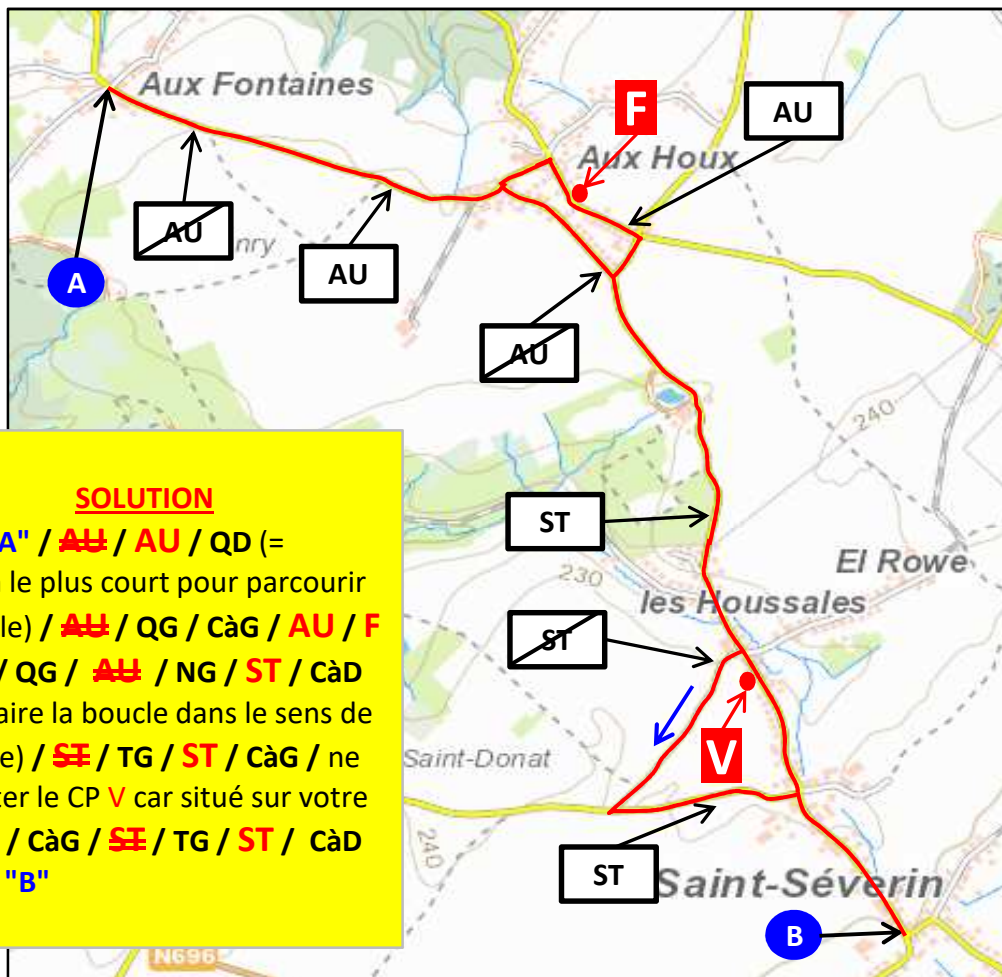 Aux Fontaines
F
AU
Aux Houx
AU
nry
A
AU
AU
240
SOLUTION
A" / AU / AU / QD (=
le plus court pour parcourir
le) / AU / QG / CàG / AU / F
/ QG / AU / NG / ST / CàD
aire la boucle dans le sens de
e) / ST / TG / ST / CàG / ne
ter le CP V car situé sur votre
/ CàG / ST / TG / ST / CàD
"B"
ST
230
El Rowe
les Houssales
ST
Saint-Donat
V
240
ST
Saint-Séverin
B
N696